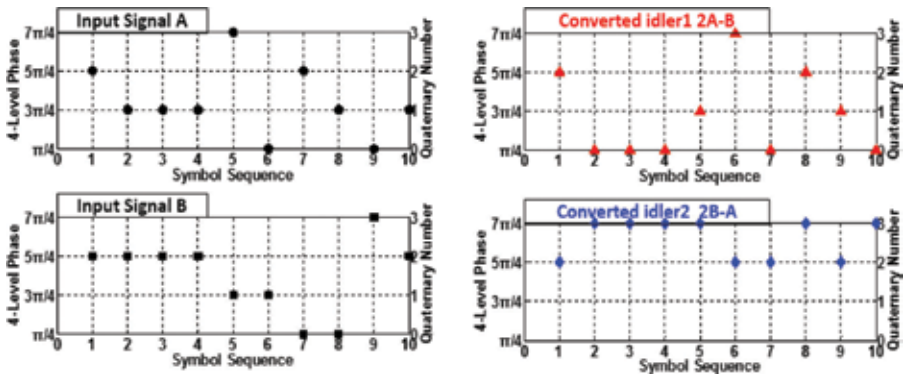 Input Signal A
4-Level Phase
7π/4
5π/4
3π/4
π/4
3
2
1
0
Quaternary Number
0 1 2 3 4 5 6 7 8 9 10
Symbol Sequence
Converted idler1 2A-B
4-Level Phase
7π/4
5π/4
3π/4
π/4
3
2
1
0
Quaternary Number
0 1 2 3 4 5 6 7 8 9 10
Symbol Sequence
Input Signal B
4-Level Phase
7π/4
5π/4
3π/4
π/4
3
2
1
0
Quaternary Number
0 1 2 3 4 5 6 7 8 9 10
Symbol Sequence
Converted idler2 2B-A
4-Level Phase
7π/4
5π/4
3π/4
π/4
3
2
1
0
Quaternary Number
0 1 2 3 4 5 6 7 8 9 10
Symbol Sequence